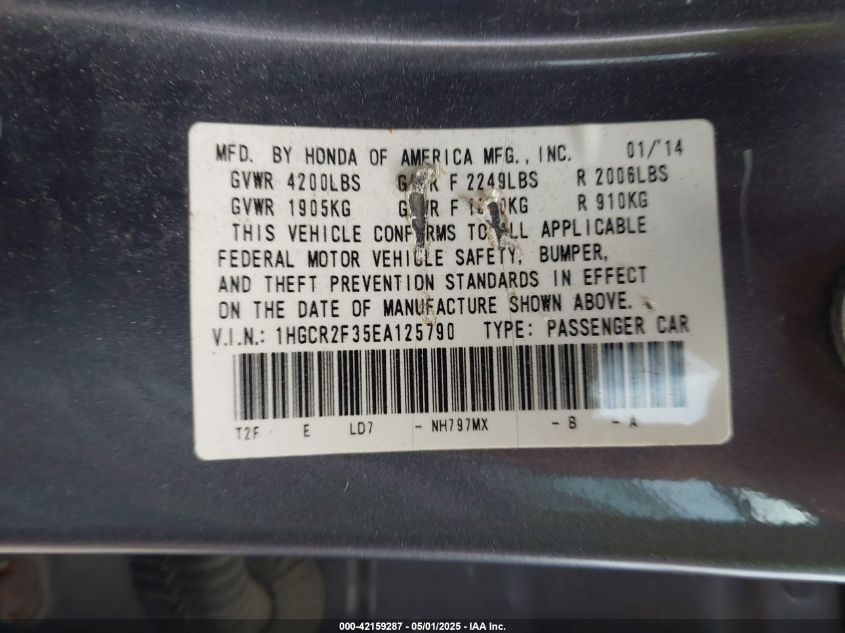 MFD. BY HONDA OF AMERICA MFG., INC. 01/'14
GVWR 4200LBS F 2249LBS R 2006LBS
GVWR 1905KG F R 910KG
THIS VEHICLE CONFORMS TO ALL APPLICABLE
FEDERAL MOTOR VEHICLE SAFETY, BUMPER,
AND THEFT PREVENTION STANDARDS IN EFFECT
ON THE DATE OF MANUFACTURE SHOWN ABOVE.
V.I.N.: 1HGCR2F35EA125790 TYPE: PASSENGER CAR
T2F E LD7 - NH797MX - B - A
000-42159287 - 05/01/2025 - IAA Inc.